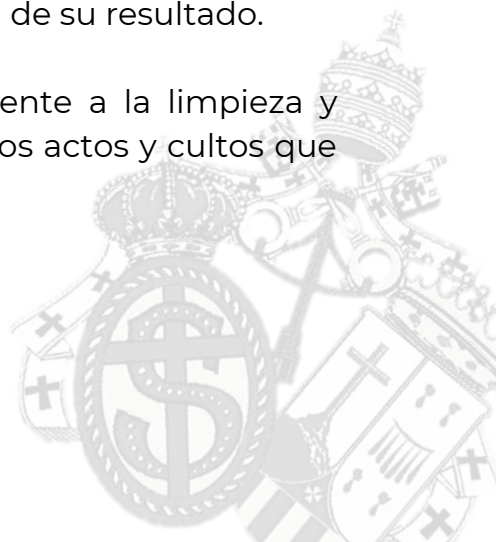 de su resultado.
ente a la limpieza y
os actos y cultos que